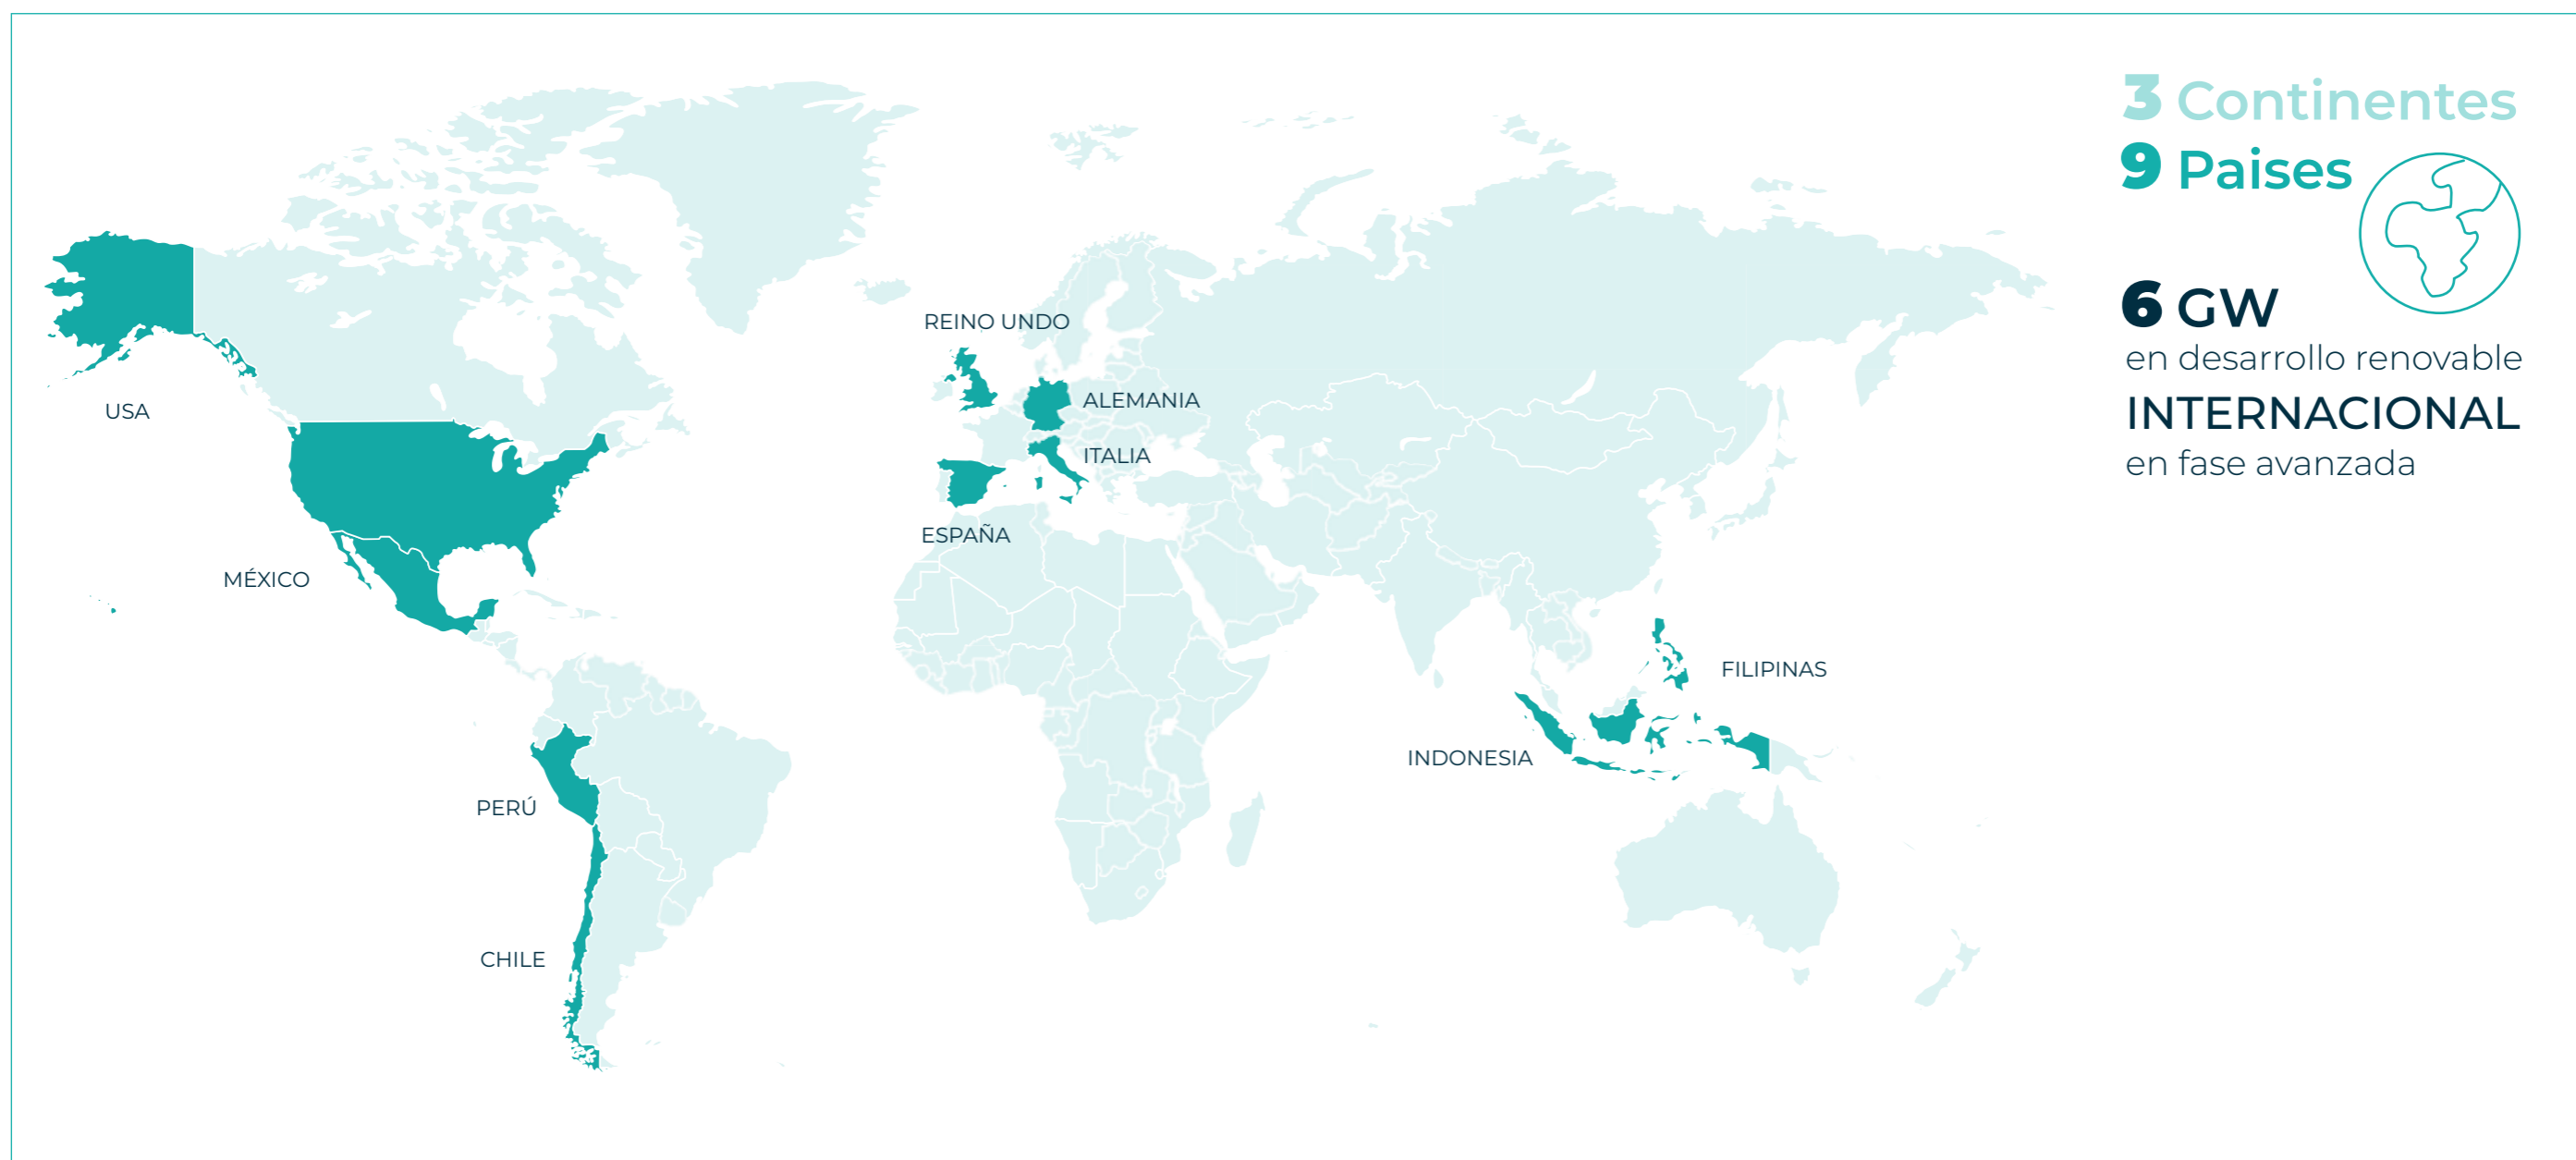 3 Continentes
9 Paises
6 GW
en desarrollo renovable
INTERNACIONAL
en fase avanzada
REINO UNDO
ALEMANIA
USA
ITALIA
ESPAÑA
MÉXICO
FILIPINAS
INDONESIA
PERÚ
CHILE